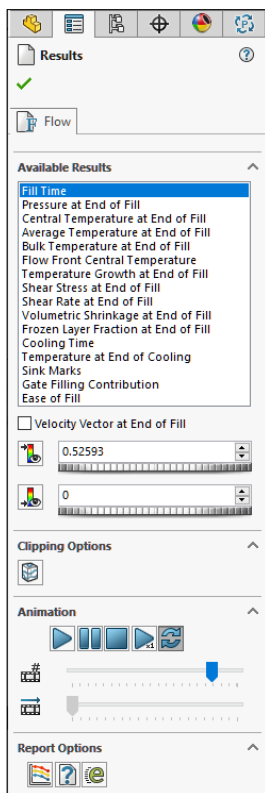 Results
Flow
Available Results
Fill Time
Pressure at End of Fill
Central Temperature at End of Fill
Average Temperature at End of Fill
Bulk Temperature at End of Fill
Flow Front Central Temperature
Temperature Growth at End of Fill
Shear Stress at End of Fill
Shear Rate at End of Fill
Volumetric Shrinkage at End of Fill
Frozen Layer Fraction at End of Fill
Cooling Time
Temperature at End of Cooling
Sink Marks
Gate Filling Contribution
Ease of Fill
Velocity Vector at End of Fill
0.52593
0
Clipping Options
Animation
x1
#
Report Options